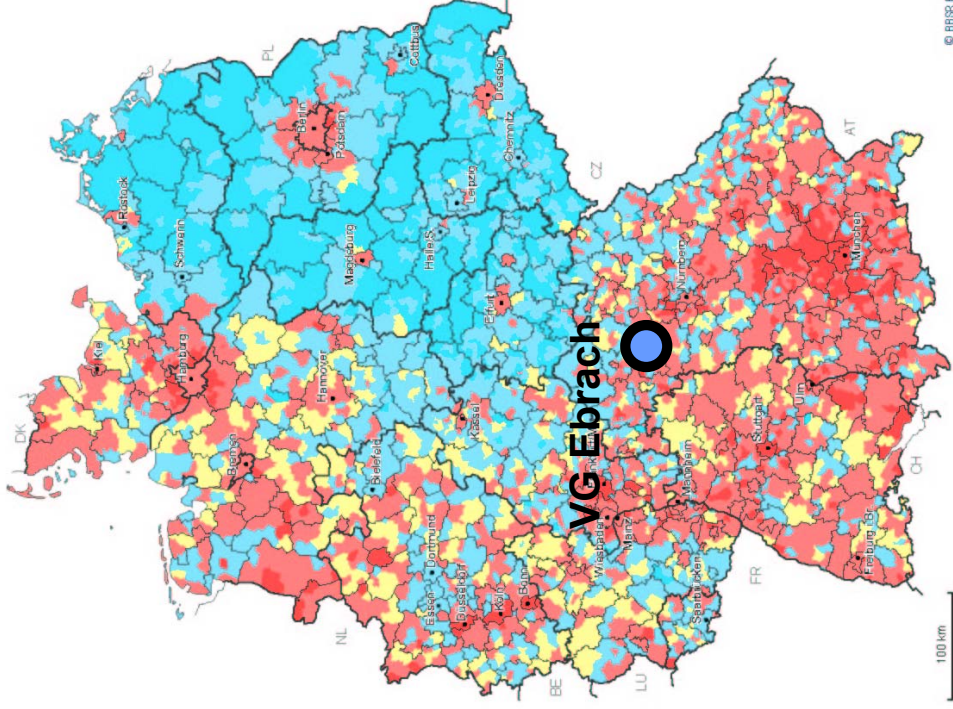 DK
PL
Kiel
Rostock
Schwerin
Hamburg
Bremen
Berlin
Potsdam
Hannover
Magdeburg
Cottbus
NL
Bielefeld
Halle/S.
Leipzig
Dresden
Essen
Dortmund
Kassel
Düsseldorf
Erfurt
Chemnitz
Köln
Bonn
BE
VG Ebrach
CZ
Wiesbaden
Mainz
LU
Saarbrücken
Mannheim
Nürnberg
FR
Stuttgart
Ulm
München
AT
Freiburg i.Br.
CH
100 km
© BBSR